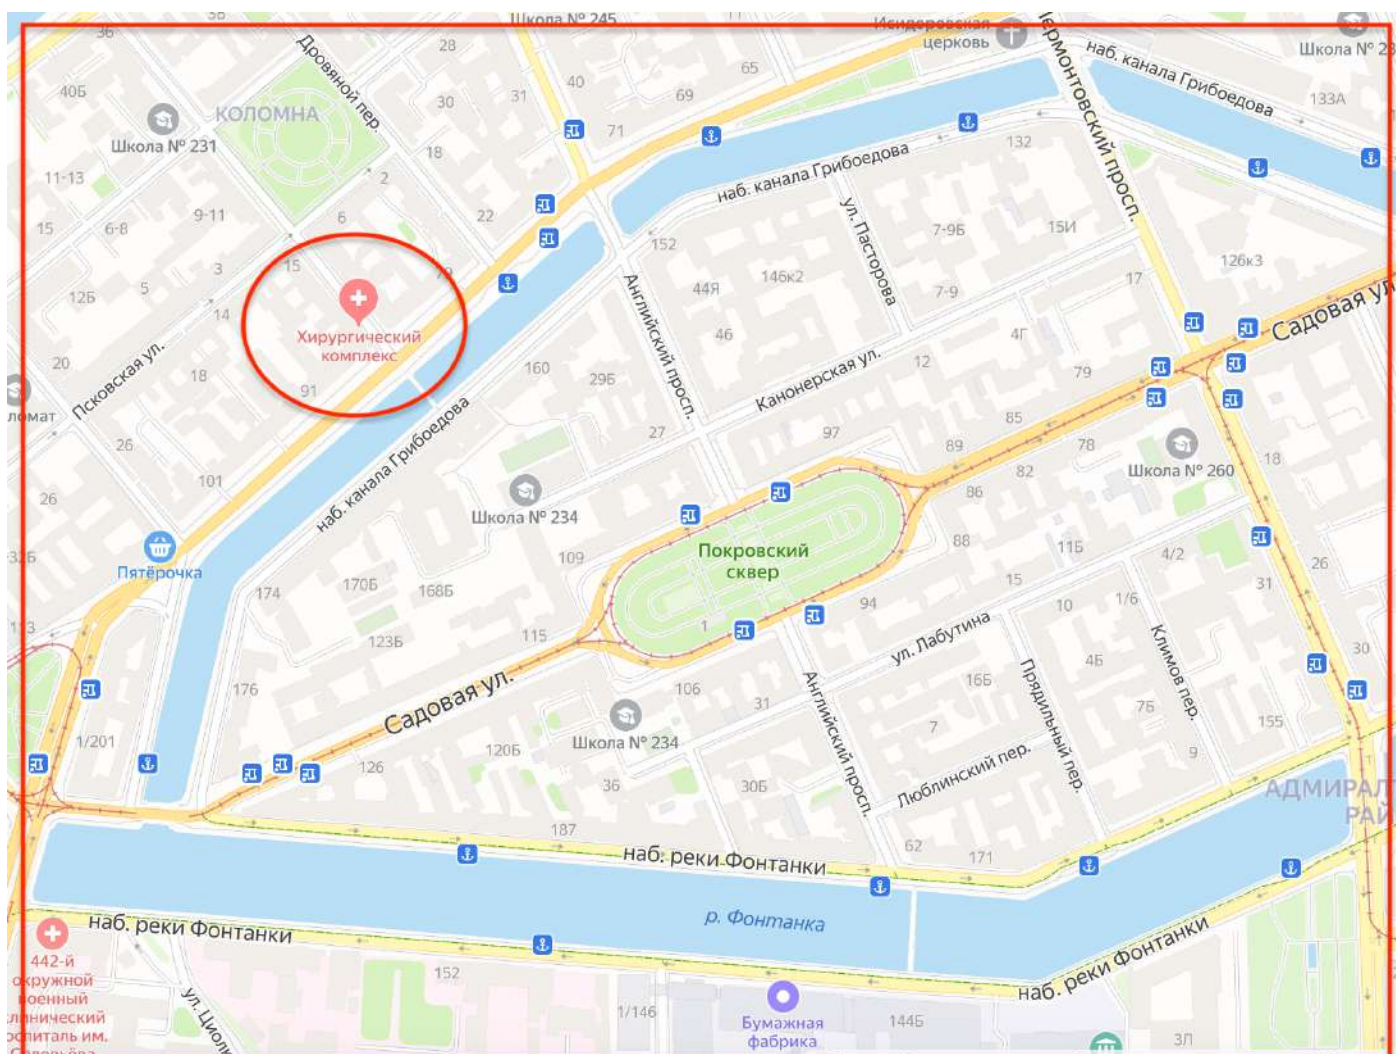 36
38
Школа № 245
Исидоровская
церковь
Лермонтовский просп.
Школа № 23
Дровяной пер.
28
65
наб. канала Грибоедова
40Б
КОЛОМНА
30
31
40
69
133А
Школа № 231
18
71
132
11-13
2
наб. канала Грибоедова
15
6-8
9-11
6
22
152
ул. Пасторова
7-9Б
15И
126к3
3
15
79
Английский просп.
44Я
146к2
17
12Б
5
14
Хирургический
комплекс
46
7-9
4Г
Садовая ул
20
Псковская ул.
18
91
160
29Б
Канонерская ул.
12
79
ломат
26
наб. канала Грибоедова
27
97
89
85
78
101
Школа № 260
18
26
Школа № 234
82
86
Пятёрочка
109
Покровский
сквер
88
11Б
4/2
26
174
170Б
168Б
15
31
123Б
115
1
94
ул. Лабутина
10
1/6
Климов пер.
30
176
Садовая ул.
106
31
Английский просп.
16Б
Прядильный пер.
4Б
1/201
Школа № 234
7
7Б
155
126
120Б
36
30Б
Люблинский пер.
9
АДМИРАЛ
РАЙ
187
наб. реки Фонтанки
62
171
наб. реки Фонтанки
р. Фонтанка
наб. реки Фонтанки
442-й
окружной
военный
клинический
госпиталь им.
152
ул. Циолк
1/146
Бумажная
фабрика
144Б
3Л